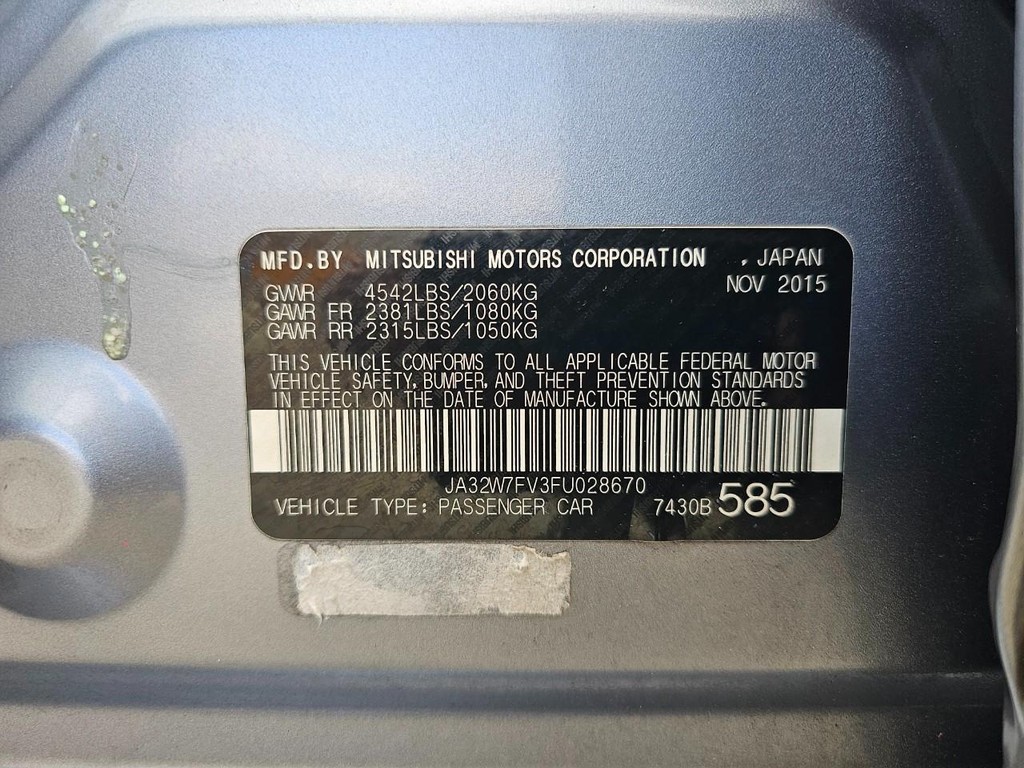 MFD.BY MITSUBISHI MOTORS CORPORATION , JAPAN
NOV 2015
GVWR 4542LBS/2060KG
GAWR FR 2381LBS/1080KG
GAWR RR 2315LBS/1050KG
THIS VEHICLE CONFORMS TO ALL APPLICABLE FEDERAL MOTOR
VEHICLE SAFETY, BUMPER, AND THEFT PREVENTION STANDARDS
IN EFFECT ON THE DATE OF MANUFACTURE SHOWN ABOVE.
JA32W7FV3FU028670
VEHICLE TYPE: PASSENGER CAR 7430B 585